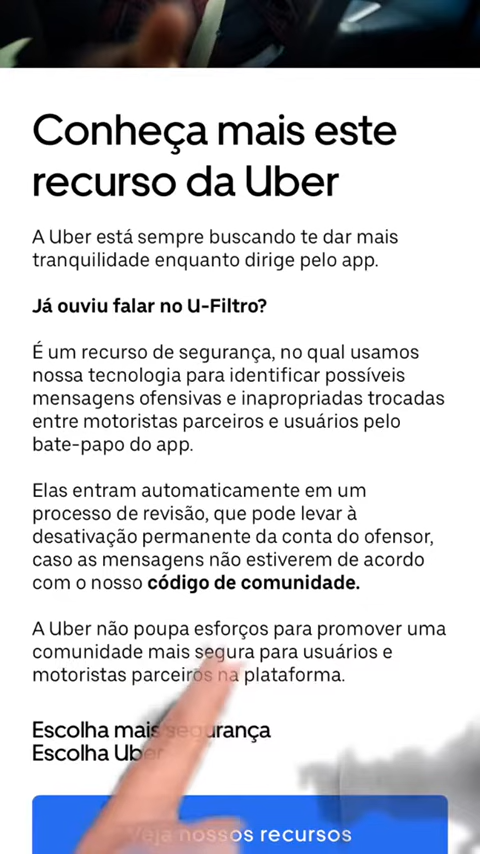 Conheça mais este
recurso da Uber
A Uber está sempre buscando te dar mais
tranquilidade enquanto dirige pelo app.
Já ouviu falar no U-Filtro?
É um recurso de segurança, no qual usamos
nossa tecnologia para identificar possíveis
mensagens ofensivas e inapropriadas trocadas
entre motoristas parceiros e usuários pelo
bate-papo do app.
Elas entram automaticamente em um
processo de revisão, que pode levar à
desativação permanente da conta do ofensor,
caso as mensagens não estiverem de acordo
com o nosso código de comunidade.
A Uber não poupa esforços para promover uma
comunidade mais segura para usuários e
motoristas parceiros na plataforma.
Escolha mais segurança
Escolha Uber
Veja nossos recursos